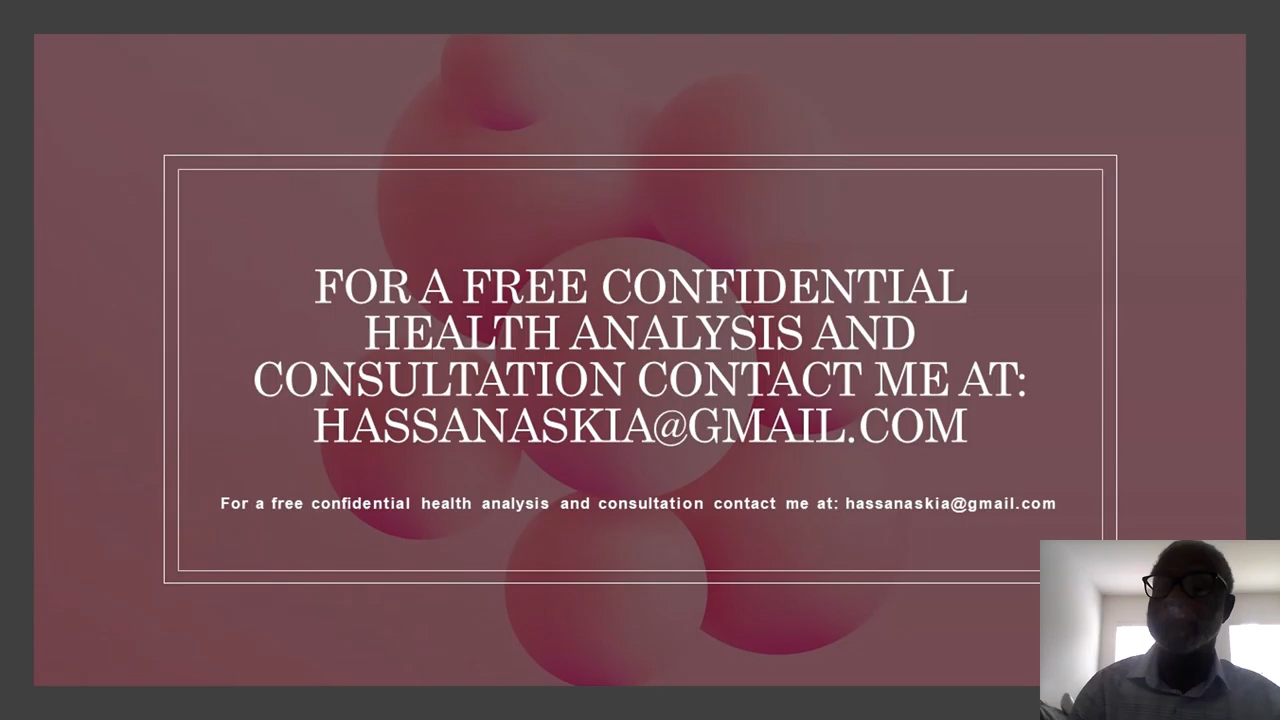 FOR A FREE CONFIDENTIAL
HEALTH ANALYSIS AND
CONSULTATION CONTACT ME AT:
HASSANASKIA@GMAIL.COM
For a free confidential health analysis and consultation contact me at: hassanaskia@gmail.com